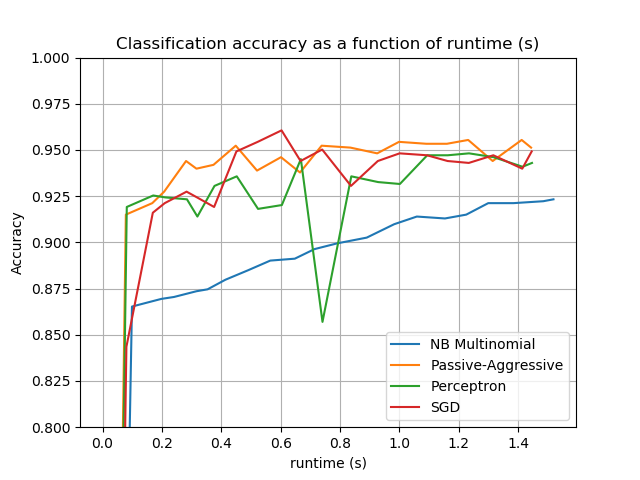 Classification accuracy as a function of runtime (s)
1.000
0.975
0.950
0.925
0.900
0.875
0.850
0.825
0.800
Accuracy
NB Multinomial
Passive-Aggressive
Perceptron
SGD
0.0 0.2 0.4 0.6 0.8 1.0 1.2 1.4
runtime (s)